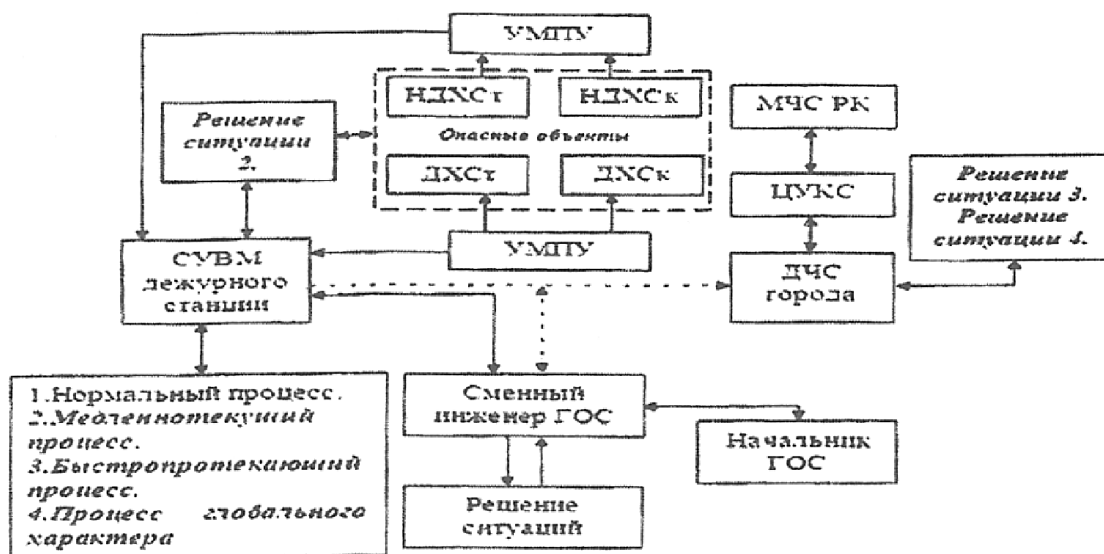 УМПУ
НДХСт
НДХСк
Опасные объекты
ДХСт
ДХСк
УМПУ
Решение
ситуации
2.
МЧС РК
ЦУКС
ДЧС
города
Решение
ситуации 3.
Решение
ситуации 4.
СУВМ
дежурного
станции
1.Нормальный процесс.
2.Медленнотекущий
процесс.
3.Быстропротекающий
процесс.
4.Процесс глобального
характера
Сменный
инженер ГОС
Начальник
ГОС
Решение
ситуаций